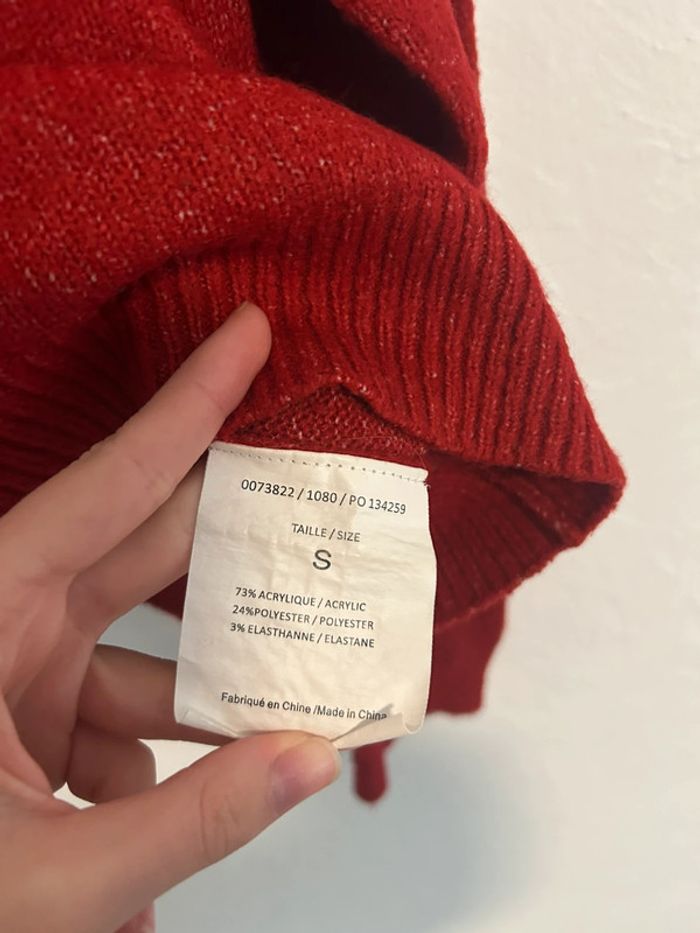 0073822 / 1080 / PO 134259
TAILLE / SIZE
S
73% ACRYLIQUE / ACRYLIC
24%POLYESTER / POLYESTER
3% ELASTHANNE / ELASTANE
Fabriqué en Chine /Made in China